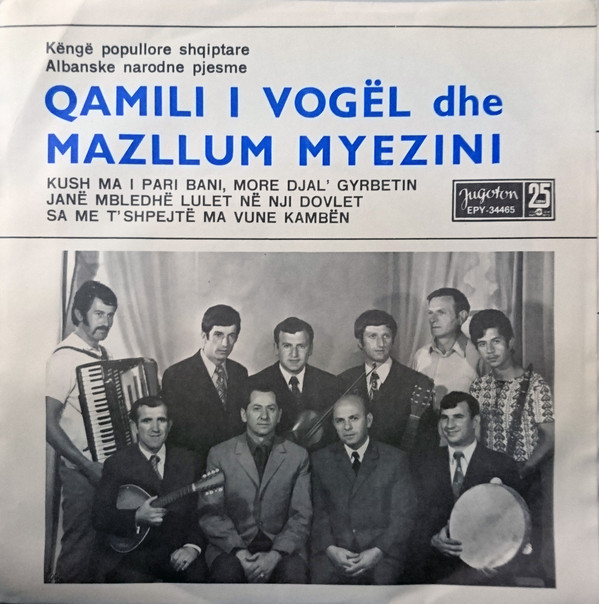 Këngë popullore shqiptare
Albanske narodne pjesme
QAMILI I VOGËL dhe
MAZLLUM MYEZINI
KUSH MA I PARI BANI, MORE DJAL' GYRBETIN
JANË MBLEDHË LULET NË NJI DOVLET
SA ME T'SHPEJTË MA VUNE KAMBËN
Jugoton
EPY-34465
25